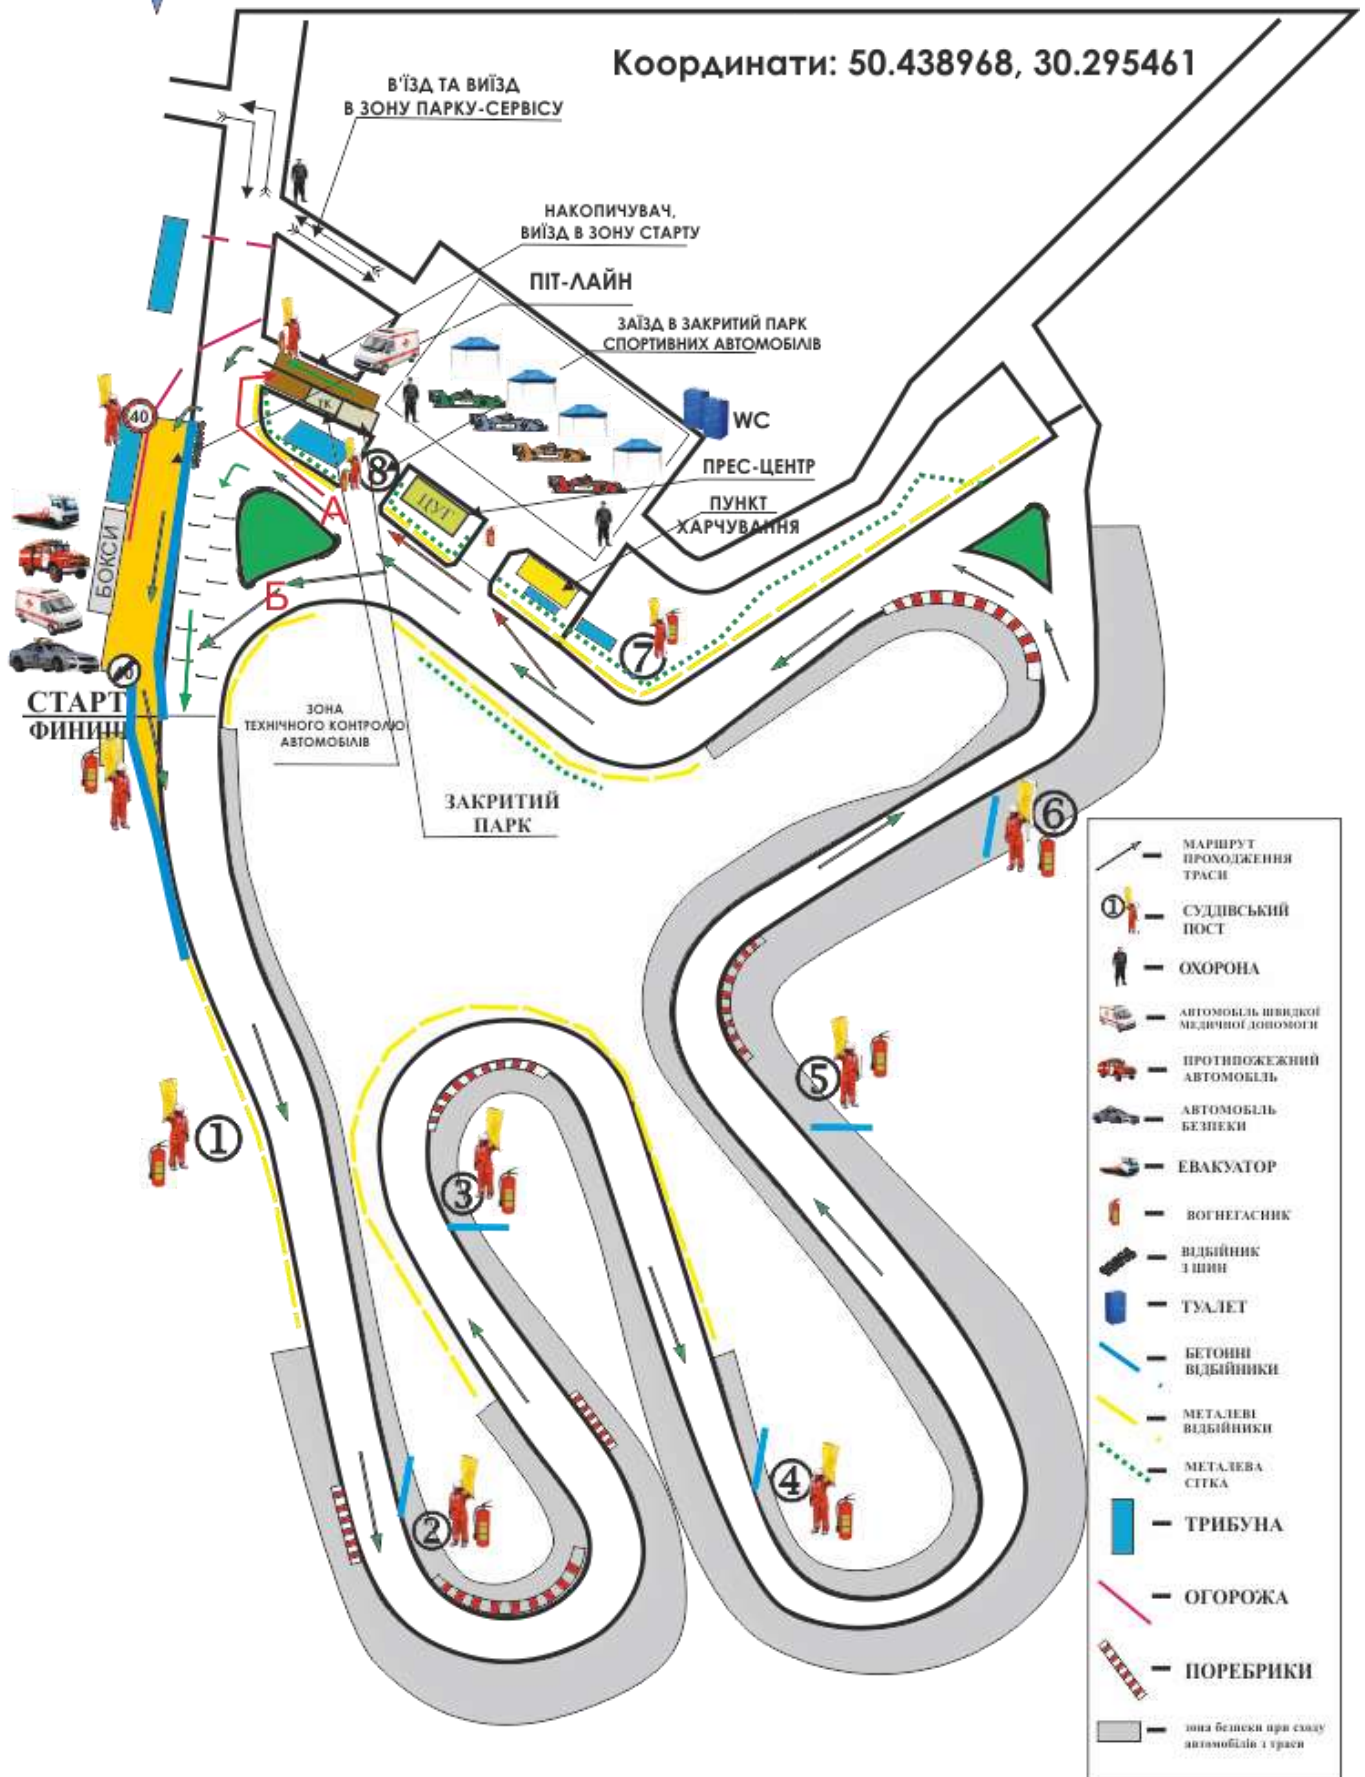 Координати: 50.438968, 30.295461
В'ЇЗД ТА ВИЇЗД
В ЗОНУ ПАРКУ-СЕРВІСУ
НАКОПИЧУВАЧ,
ВИЇЗД В ЗОНУ СТАРТУ
ПІТ-ЛАЙН
ЗАЇЗД В ЗАКРИТИЙ ПАРК
СПОРТИВНИХ АВТОМОБІЛІВ
WC
40
ТК
8
ПРЕС-ЦЕНТР
ЦУГ
ПУНКТ
ХАРЧУВАННЯ
А
БОКСИ
Б
7
СТАРТ
ФИНИШ
ЗОНА
ТЕХНІЧНОГО КОНТРОЛЮ
АВТОМОБІЛІВ
ЗАКРИТИЙ
ПАРК
6
5
1
3
4
2
МАРШРУТ
ПРОХОДЖЕННЯ
ТРАСИ
1
СУДДІВСЬКИЙ
ПОСТ
ОХОРОНА
АВТОМОБІЛЬ ШВИДКОЇ
МЕДИЧНОЇ ДОПОМОГИ
ПРОТИПОЖЕЖНИЙ
АВТОМОБІЛЬ
АВТОМОБІЛЬ
БЕЗПЕКИ
ЕВАКУАТОР
ВОГНЕГАСНИК
ВІДБІЙНИК
З ШИН
ТУАЛЕТ
БЕТОННІ
ВІДБІЙНИКИ
МЕТАЛЕВІ
ВІДБІЙНИКИ
МЕТАЛЕВА
СІТКА
ТРИБУНА
ОГОРОЖА
ПОРЕБРИКИ
зона безпеки при сходу
автомобілів з траси